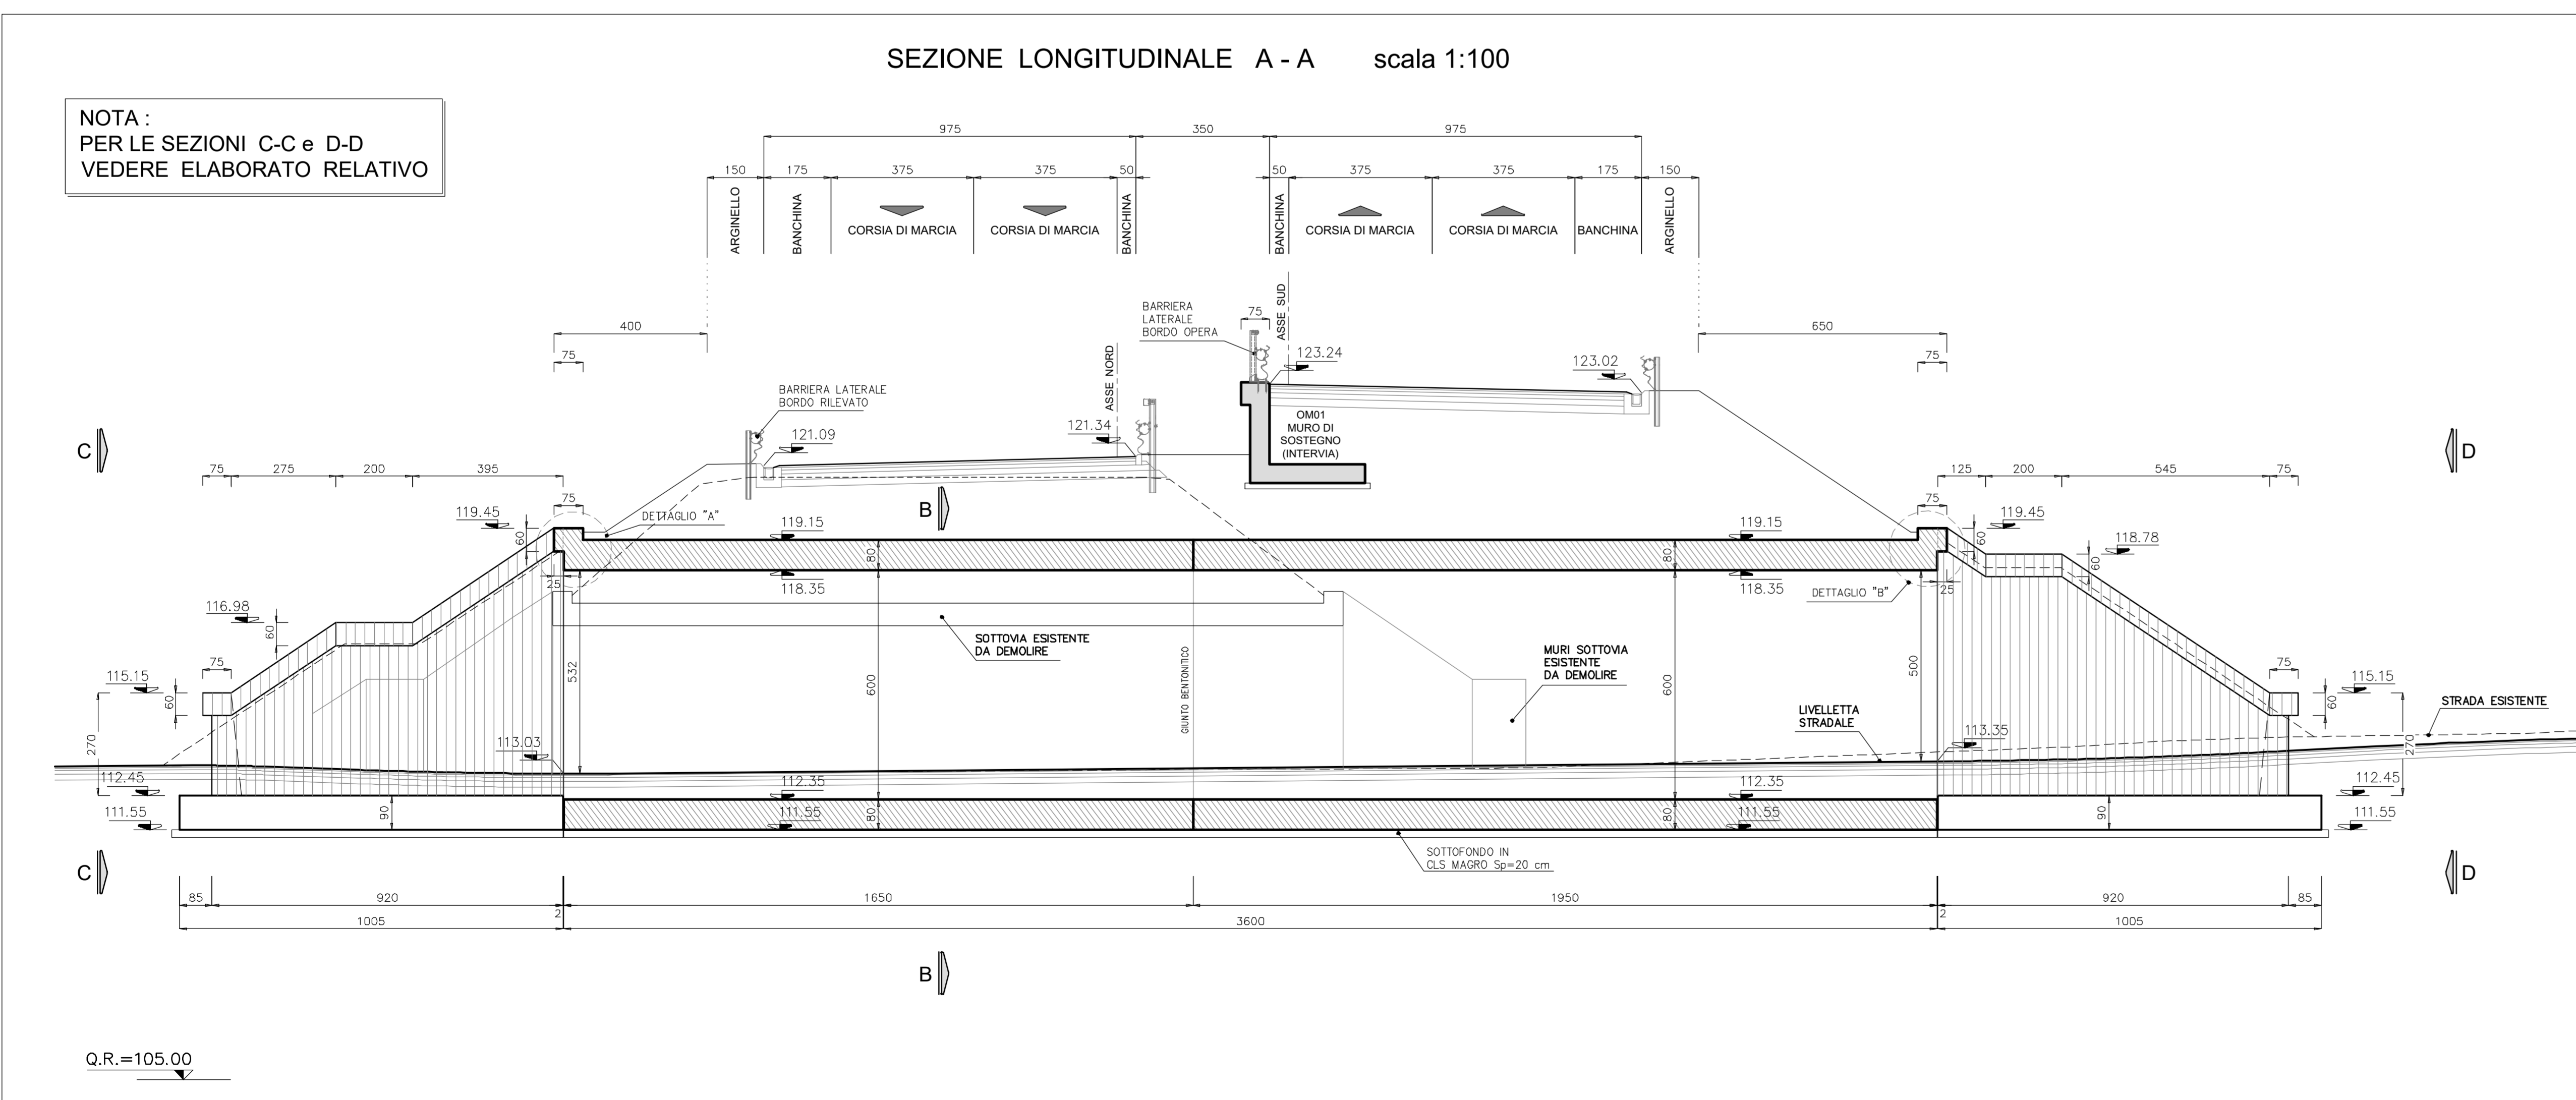 SEZIONE LONGITUDINALE A - A scala 1:100
NOTA :
PER LE SEZIONI C-C e D-D
VEDERE ELABORATO RELATIVO
975 350 975
150 175 375 375 50 50 375 375 175 150
ARGINELLO
BANCHINA
CORSIA DI MARCIA
CORSIA DI MARCIA
BANCHINA
BANCHINA
CORSIA DI MARCIA
CORSIA DI MARCIA
BANCHINA
ARGINELLO
400
75
BARRIERA
LATERALE
BORDO OPERA
75
ASSE SUD
650
75
ASSE NORD
123.24
123.02
BARRIERA LATERALE
BORDO RILEVATO
121.09
121.34
OM01
MURO DI
SOSTEGNO
(INTERVIA)
C
D
75 275 200 395
125 200 545 75
75
B
75
119.45
DETTAGLIO "A"
119.15
119.15
119.45
118.78
60
80
80
60
60
25
118.35
118.35
DETTAGLIO "B"
25
116.98
60
SOTTOVIA ESISTENTE
DA DEMOLIRE
532
600
GIUNTO BENTONITICO
MURI SOTTOVIA
ESISTENTE
DA DEMOLIRE
600
500
75
115.15
60
75
115.15
60
STRADA ESISTENTE
LIVELLETTA
STRADALE
270
113.03
113.35
270
112.45
112.35
112.35
112.45
111.55
90
80
111.55
80
111.55
90
111.55
SOTTOFONDO IN
CLS MAGRO Sp=20 cm
C
D
85 920 2 1650 1950 2 920 85
1005 3600 1005
B
Q.R.=105.00